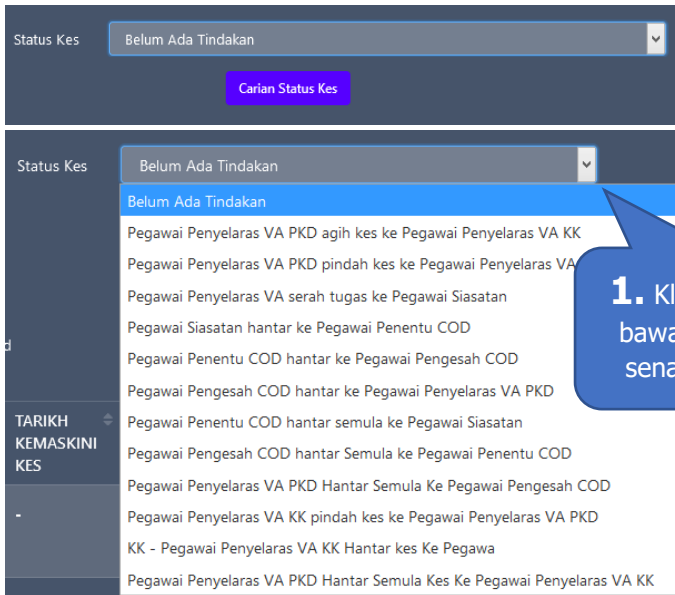 Status Kes
Belum Ada Tindakan
Carian Status Kes
Status Kes
Belum Ada Tindakan
Belum Ada Tindakan
Pegawai Penyelaras VA PKD agih kes ke Pegawai Penyelaras VA KK
Pegawai Penyelaras VA PKD pindah kes ke Pegawai Penyelaras VA
Pegawai Penyelaras VA serah tugas ke Pegawai Siasatan
Pegawai Siasatan hantar ke Pegawai Penentu COD
Pegawai Penentu COD hantar ke Pegawai Pengesah COD
Pegawai Pengesah COD hantar ke Pegawai Penyelaras VA PKD
Pegawai Penentu COD hantar semula ke Pegawai Siasatan
Pegawai Pengesah COD hantar Semula ke Pegawai Penentu COD
Pegawai Penyelaras VA PKD Hantar Semula Ke Pegawai Pengesah COD
Pegawai Penyelaras VA KK pindah kes ke Pegawai Penyelaras VA PKD
KK - Pegawai Penyelaras VA KK Hantar kes Ke Pegawa
Pegawai Penyelaras VA PKD Hantar Semula Kes Ke Pegawai Penyelaras VA KK
1. Kl
bawa
sena
d
TARIKH
KEMASKINI
KES
-